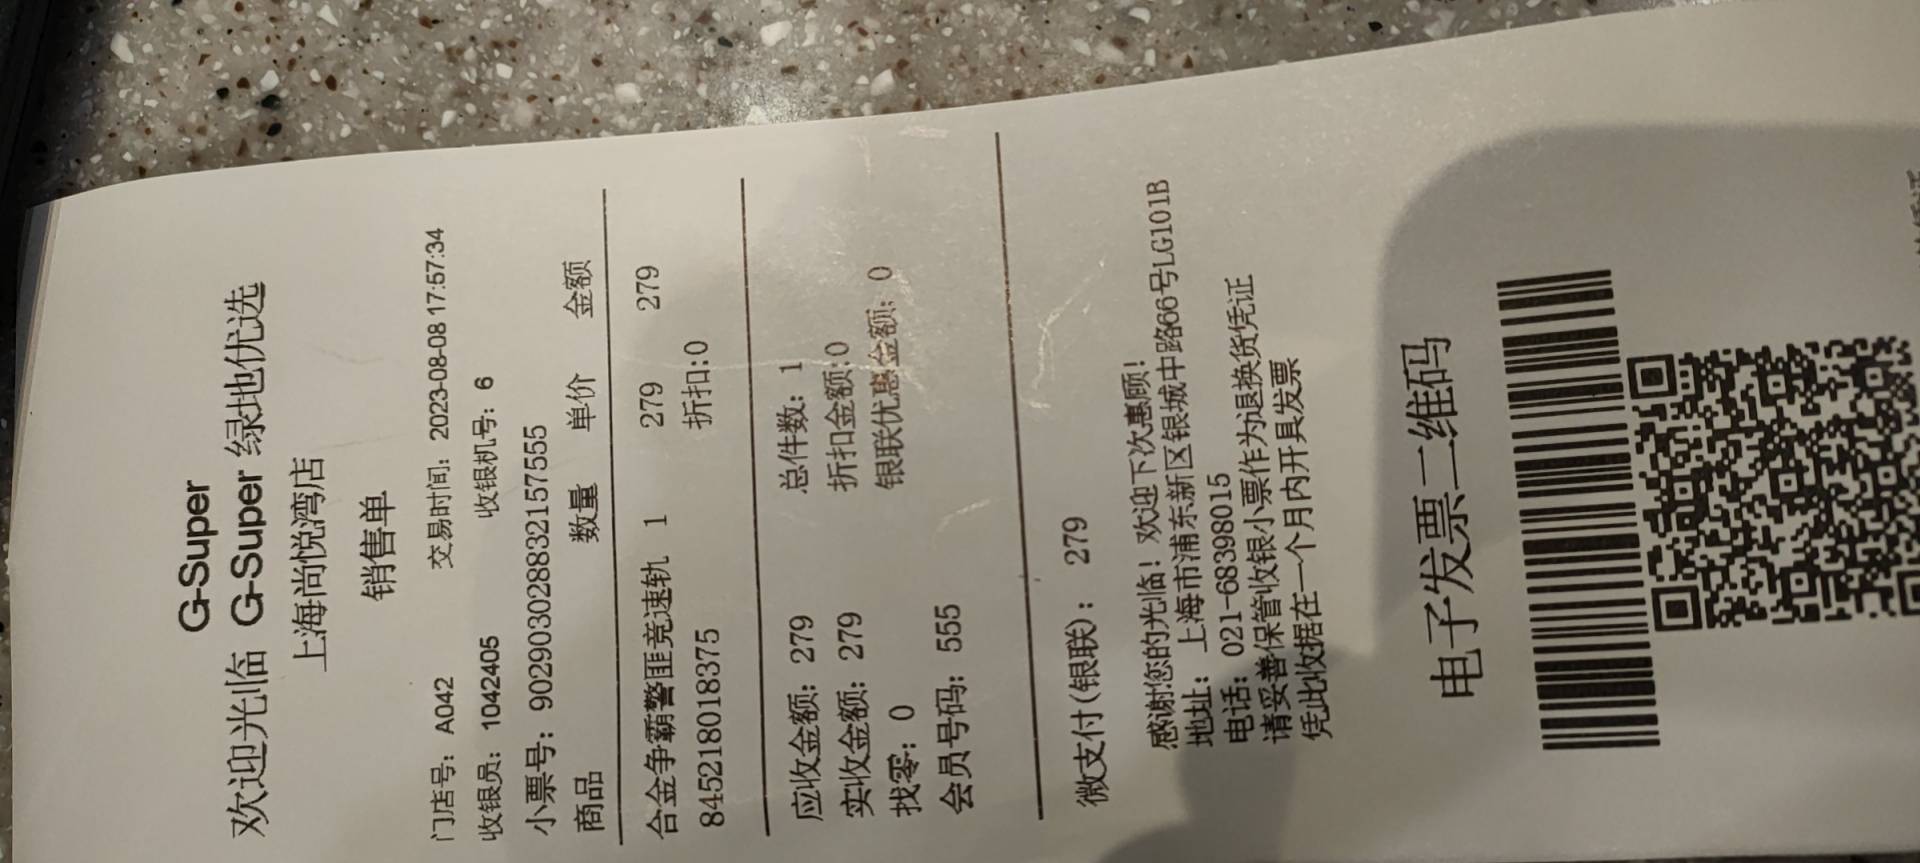 G-Super
欢迎光临 G-Super 绿地优选
上海尚悦湾店
销售单
门店号：A042 交易时间：2023-08-08 17:57:34
收银员：1042405 收银机号：6
小票号：9029030288832157555
商品 数量 单价 金额
合金争霸警匪竞速轨 1 279 279
845218018375 折扣:0
应收金额：279 总件数：1
实收金额：279 折扣金额:0
找零：0 银联优惠金额：0
会员号码：555
微支付(银联)：279
感谢您的光临！欢迎下次惠顾！
地址：上海市浦东新区银城中路66号LG101B
电话：021-68398015
请妥善保管收银小票作为退换货凭证
凭此收据在一个月内开具发票
电子发票二维码